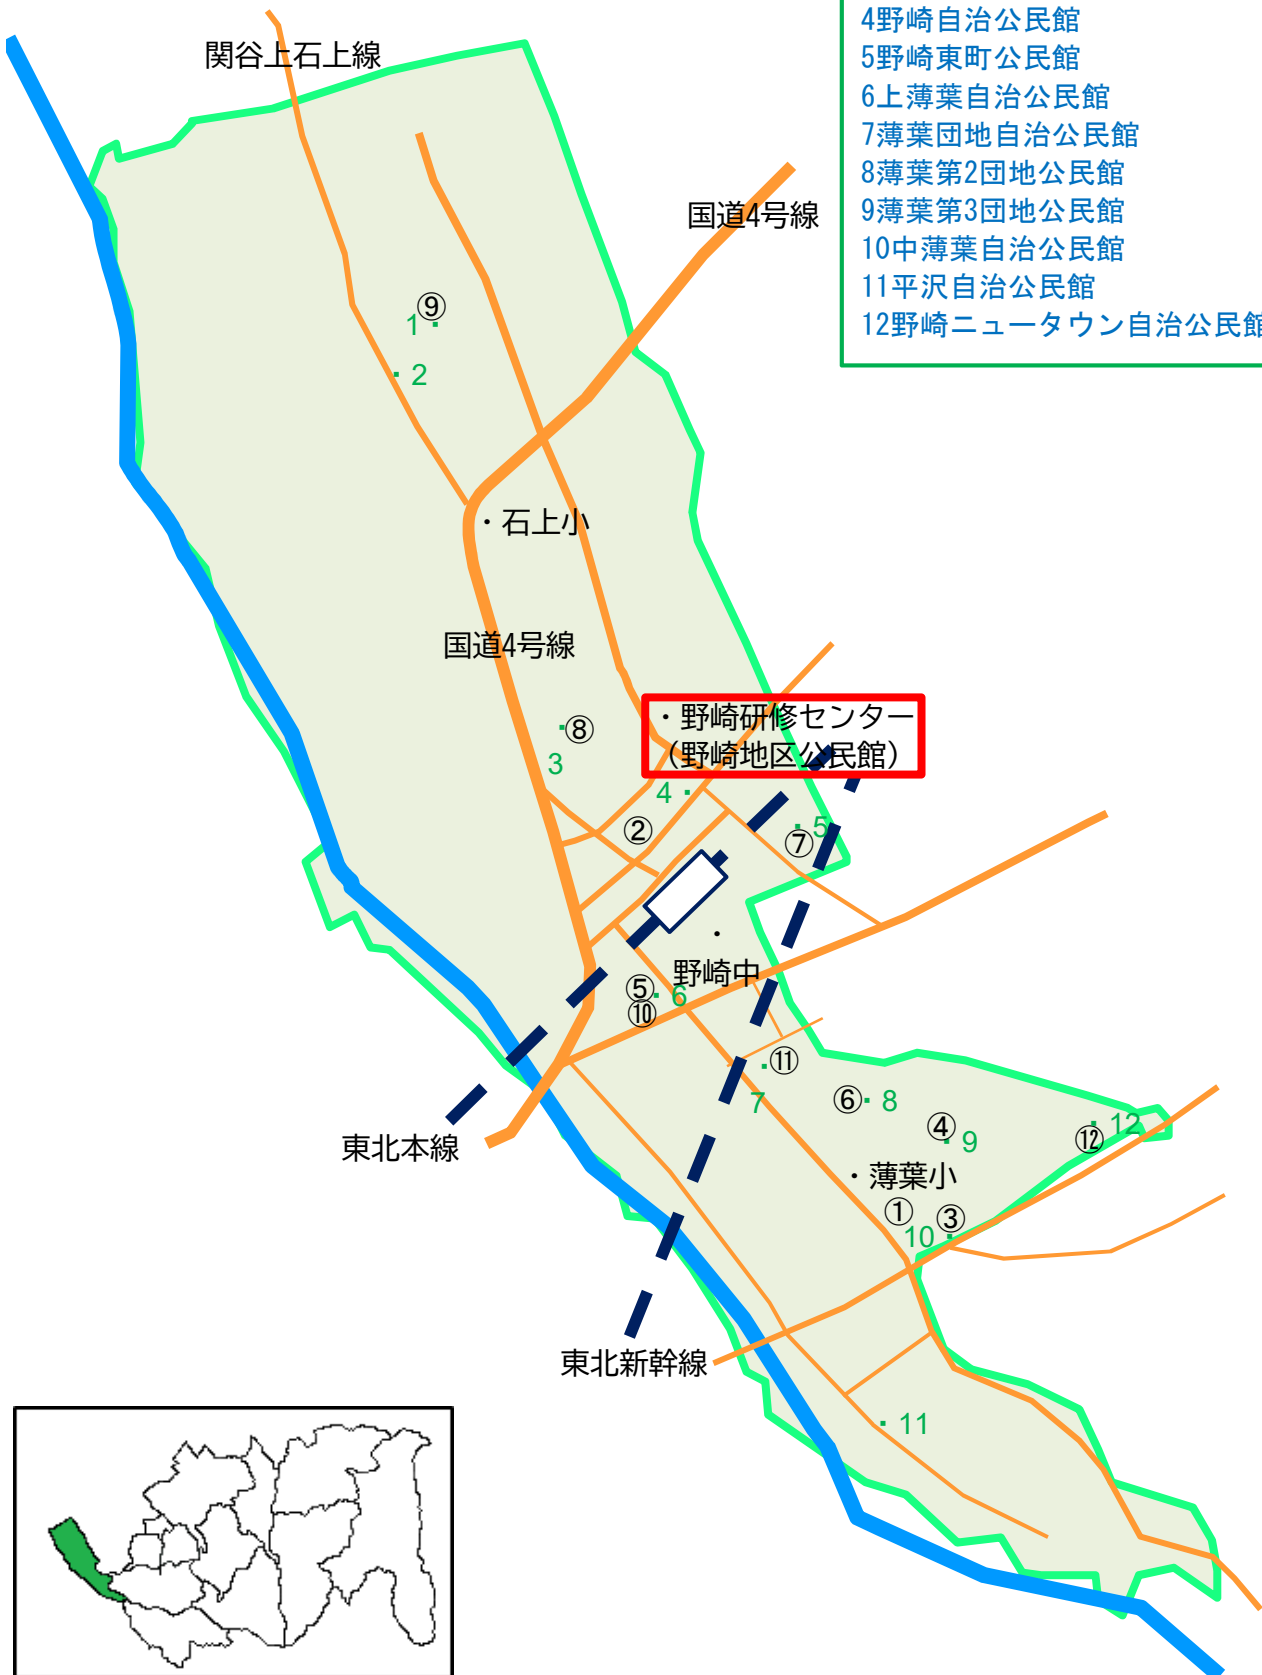 4野崎自治公民館
5野崎東町公民館
6上薄葉自治公民館
7薄葉団地自治公民館
8薄葉第2団地公民館
9薄葉第3団地公民館
10中薄葉自治公民館
11平沢自治公民館
12野崎ニュータウン自治公民館
関谷上石上線
国道4号線
⑨
1
2
・石上小
国道4号線
・野崎研修センター
(野崎地区公民館)
⑧
3
4
②
5
⑦
野崎中
⑤
6
⑩
⑪
7
⑥
8
④
9
12
⑫
東北本線
・薄葉小
①
③
10
東北新幹線
11